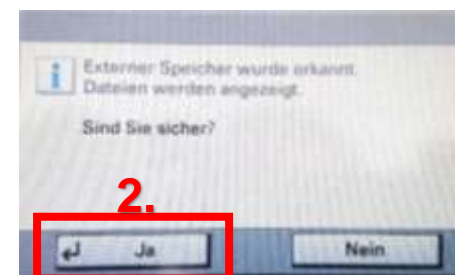 Externer Speicher wurde erkannt.
Dateien werden angezeigt.
Sind Sie sicher?
2.
Ja
Nein